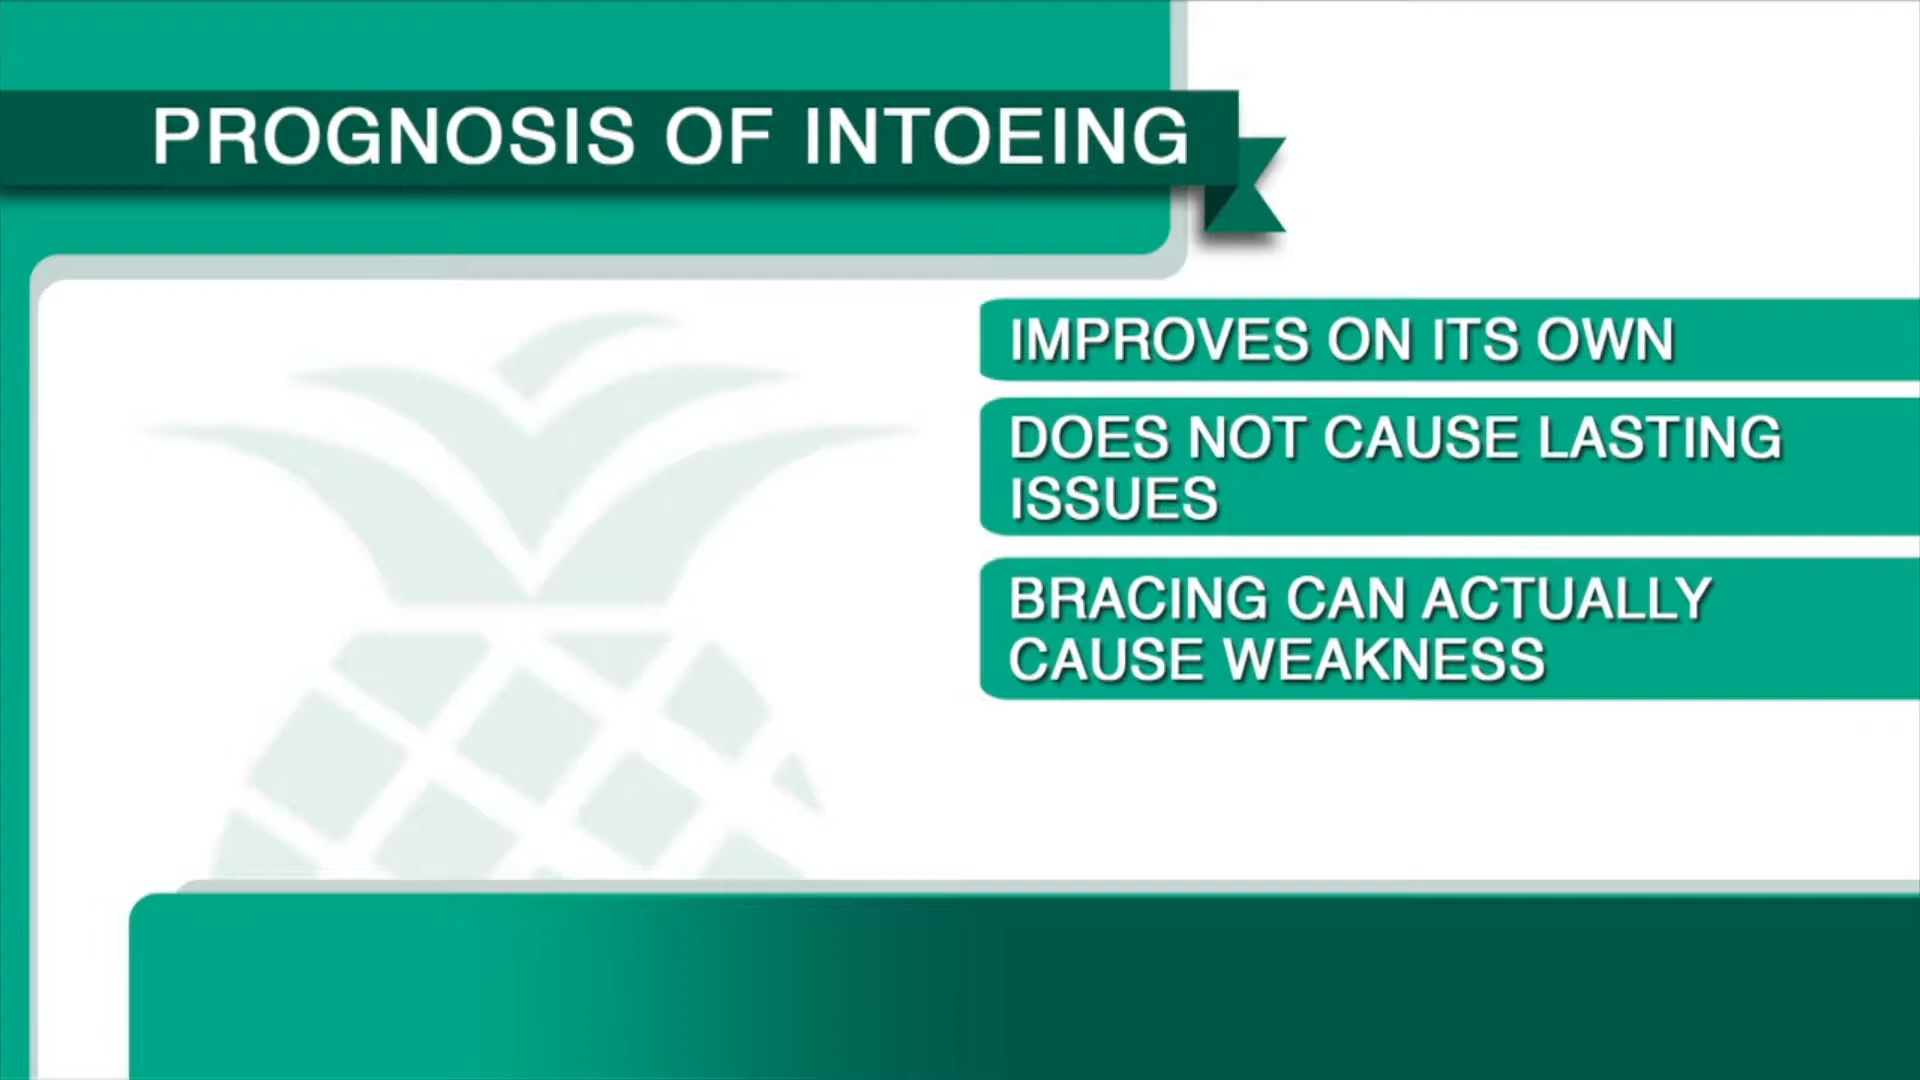 PROGNOSIS OF INTOEING
IMPROVES ON ITS OWN
DOES NOT CAUSE LASTING
ISSUES
BRACING CAN ACTUALLY
CAUSE WEAKNESS